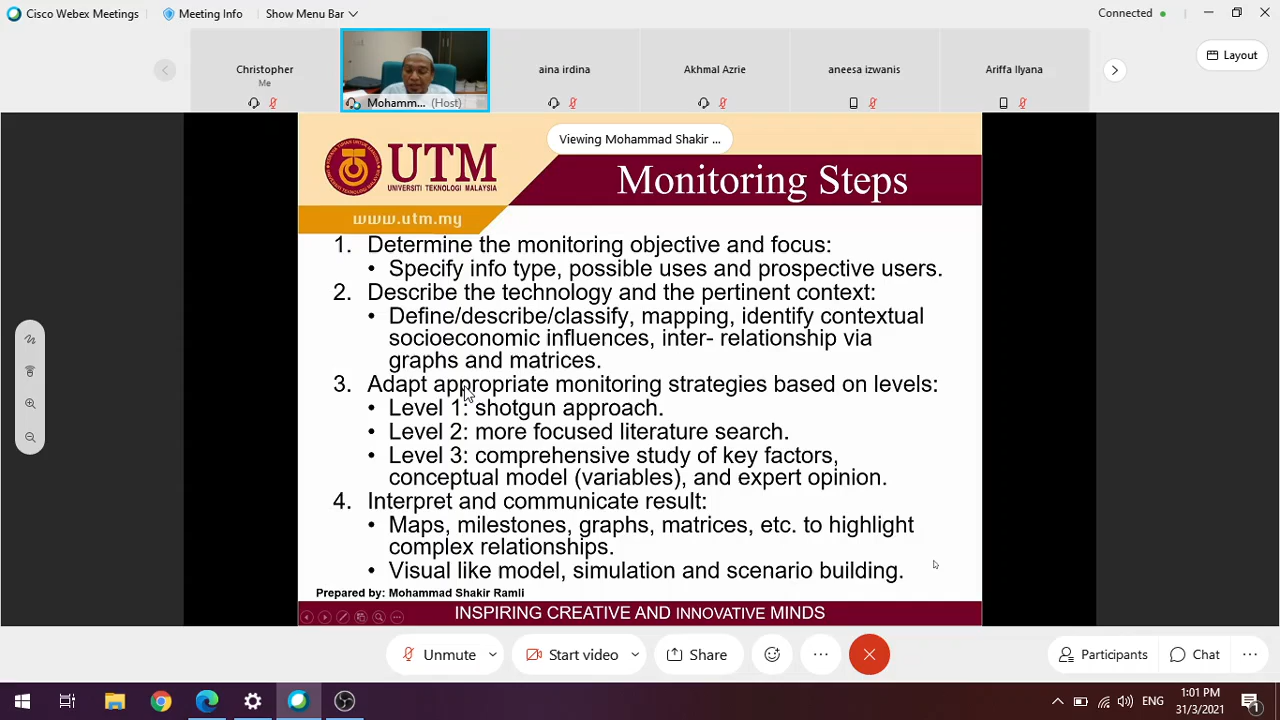 Cisco Webex Meetings
Meeting Info
Show Menu Bar
Connected
Christopher
Me
Mohamm... (Host)
aina irdina
Akhmal Azrie
aneesa izwanis
Ariffa Ilyana
Layout
Viewing Mohammad Shakir ...
UTM
UNIVERSITI TEKNOLOGI MALAYSIA
www.utm.my
Monitoring Steps
1. Determine the monitoring objective and focus:
• Specify info type, possible uses and prospective users.
2. Describe the technology and the pertinent context:
• Define/describe/classify, mapping, identify contextual
socioeconomic influences, inter- relationship via
graphs and matrices.
3. Adapt appropriate monitoring strategies based on levels:
• Level 1: shotgun approach.
• Level 2: more focused literature search.
• Level 3: comprehensive study of key factors,
conceptual model (variables), and expert opinion.
4. Interpret and communicate result:
• Maps, milestones, graphs, matrices, etc. to highlight
complex relationships.
• Visual like model, simulation and scenario building.
Prepared by: Mohammad Shakir Ramli
INSPIRING CREATIVE AND INNOVATIVE MINDS
Unmute
Start video
Share
Participants
Chat
ENG
1:01 PM
31/3/2021
1